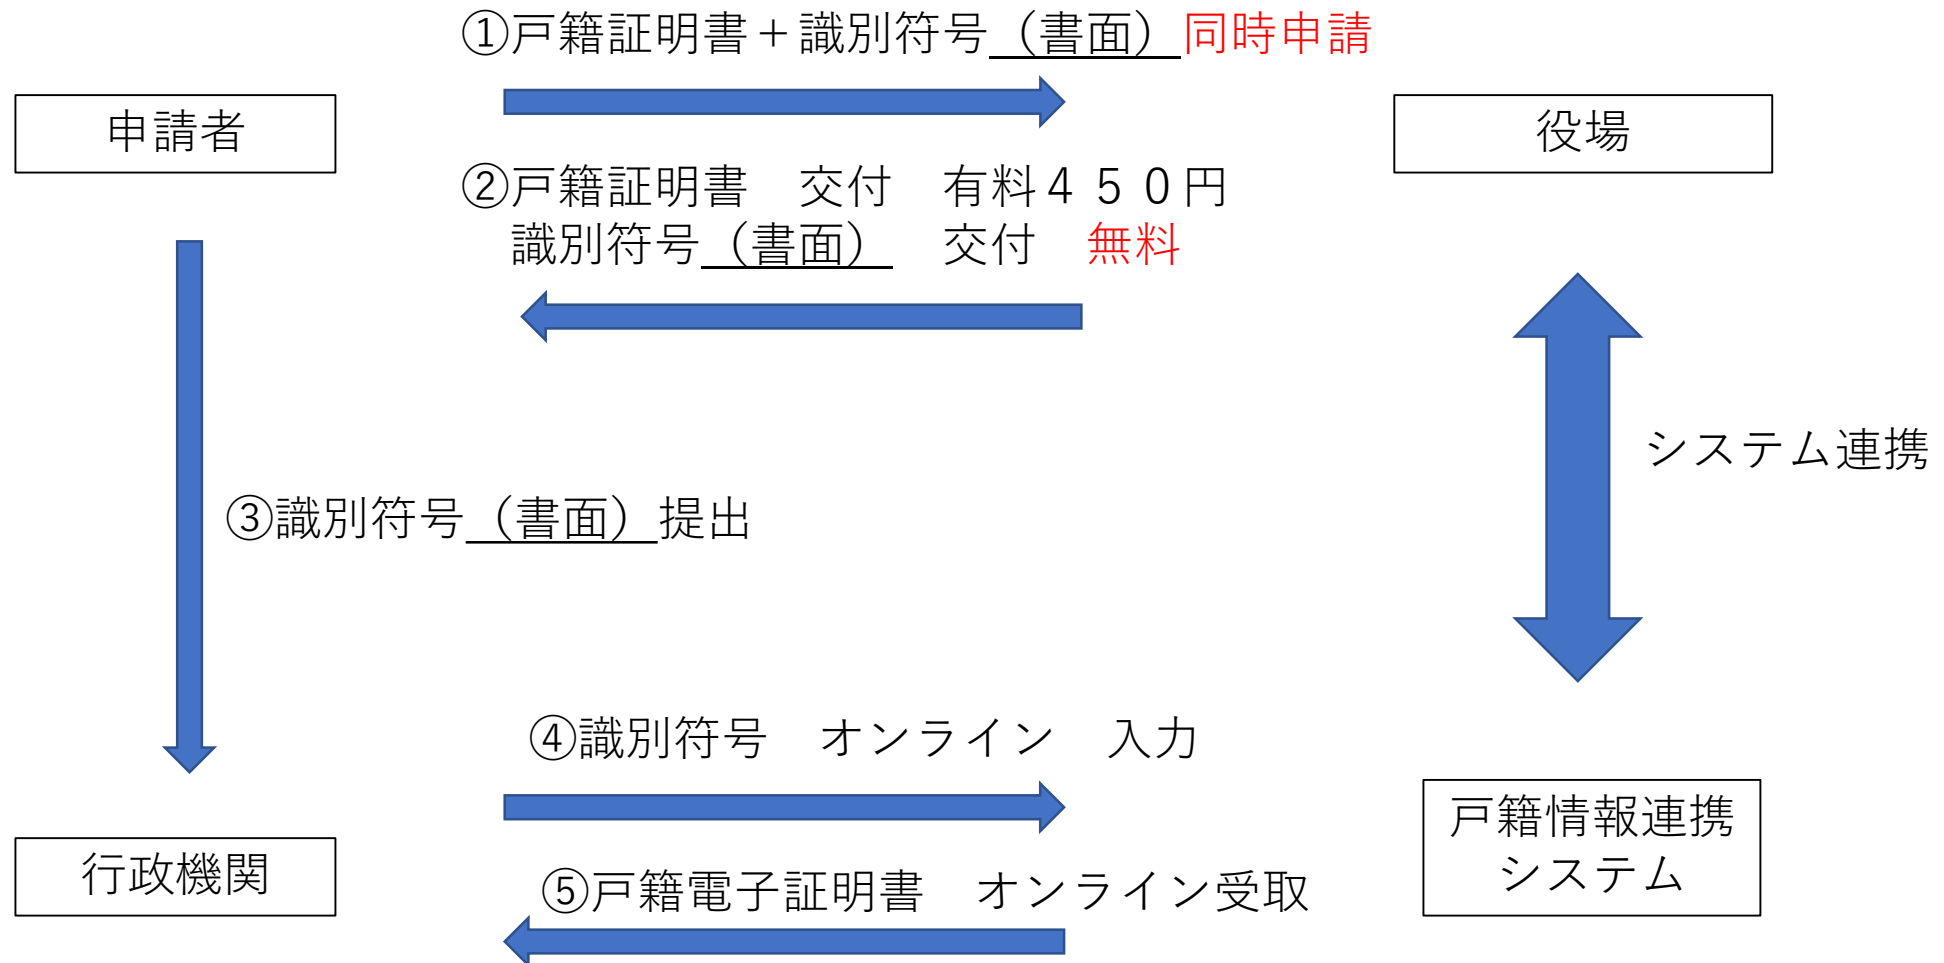 ①戸籍証明書＋識別符号（書面）同時申請
申請者
役場
②戸籍証明書　交付　有料４５０円
識別符号（書面）　交付　無料
システム連携
③識別符号（書面）提出
④識別符号　オンライン　入力
戸籍情報連携
システム
行政機関
⑤戸籍電子証明書　オンライン受取